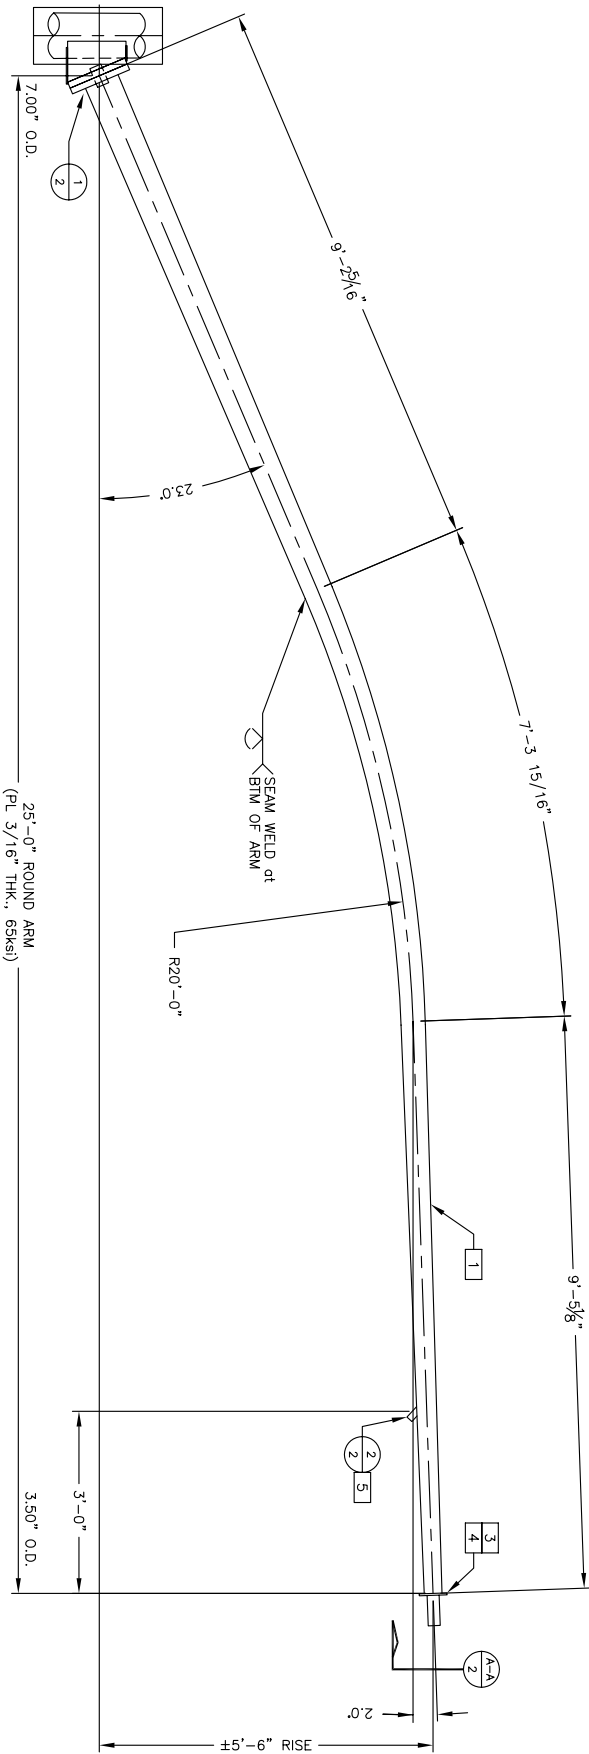 7.00" O.D.
1
2
9'-2 5/16"
23.0°
SEAM WELD at
BTM OF ARM
7'-3 15/16"
R20'-0"
25'-0" ROUND ARM
(PL 3/16" THK., 65ksi)
1
9'-5 1/8"
2
2
5
3'-0"
3.50" O.D.
3
4
A-A
2
2.0°
±5'-6" RISE